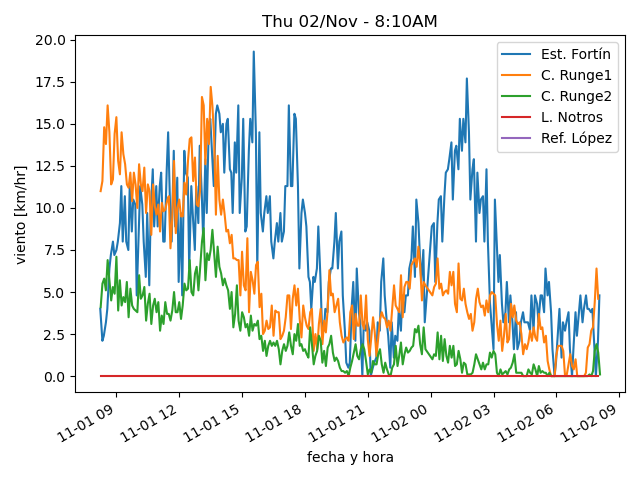 Thu 02/Nov - 8:10AM
20.0
17.5
15.0
12.5
10.0
7.5
5.0
2.5
0.0
viento [km/hr]
Est. Fortín
C. Runge1
C. Runge2
L. Notros
Ref. López
11-01 09
11-01 12
11-01 15
11-01 18
11-01 21
11-02 00
11-02 03
11-02 06
11-02 09
fecha y hora